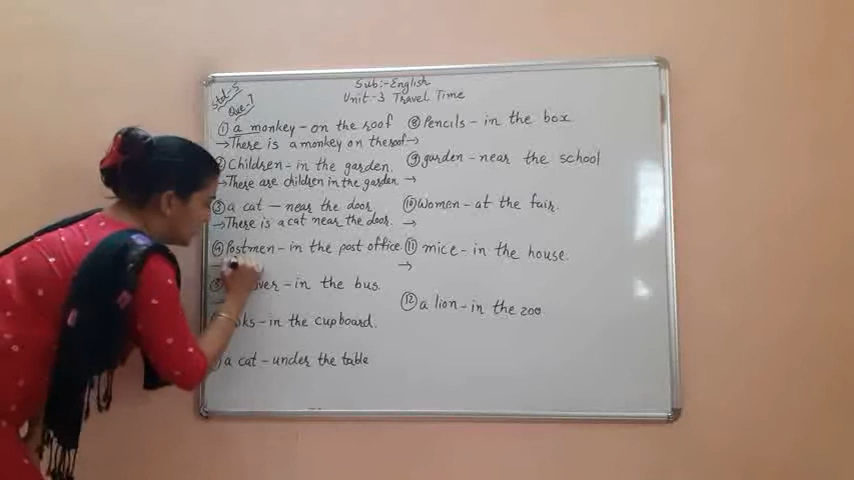 Sub:- English
Std-5
Unit-3 Travel Time
Que-7
① a monkey - on the roof
→ There is a monkey on the roof
② Children - in the garden.
→ There are children in the garden
③ a cat - near the door
→ There is a cat near the door.
④ Postmen - in the post office
→
⑤ - in the bus.
→
- in the cupboard.
a cat - under the table
⑧ Pencils - in the box
→
⑨ garden - near the school
→
⑩ Women - at the fair.
→
⑪ mice - in the house.
→
⑫ a lion - in the zoo